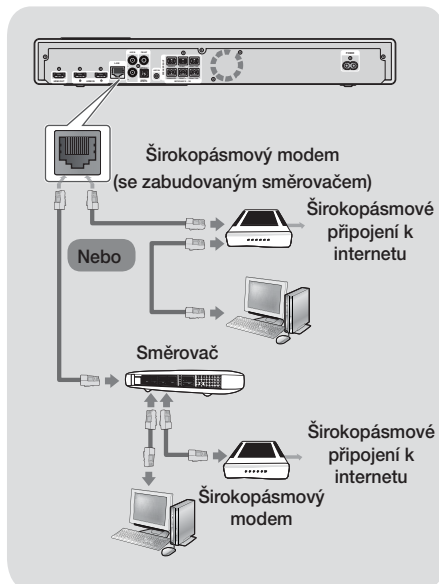 Širokopásmový modem
(se zabudovaným směrovačem)
Širokopásmové
připojení k
internetu
Nebo
Směrovač
Širokopásmové
připojení k
internetu
Širokopásmový
modem